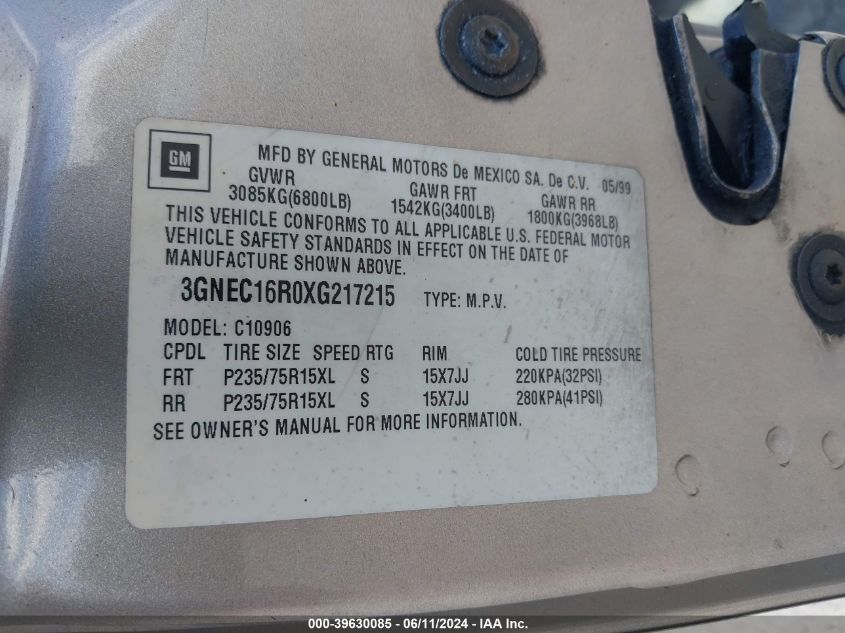 GM
MFD BY GENERAL MOTORS De MEXICO SA. De C.V. 05/99
GVWR GAWR FRT GAWR RR
3085KG(6800LB) 1542KG(3400LB) 1800KG(3968LB)
THIS VEHICLE CONFORMS TO ALL APPLICABLE U.S. FEDERAL MOTOR
VEHICLE SAFETY STANDARDS IN EFFECT ON THE DATE OF
MANUFACTURE SHOWN ABOVE.
3GNEC16R0XG217215 TYPE: M.P.V.
MODEL: C10906
CPDL TIRE SIZE SPEED RTG RIM COLD TIRE PRESSURE
FRT P235/75R15XL S 15X7JJ 220KPA(32PSI)
RR P235/75R15XL S 15X7JJ 280KPA(41PSI)
SEE OWNER'S MANUAL FOR MORE INFORMATION.
000-39630085 - 06/11/2024 - IAA Inc.